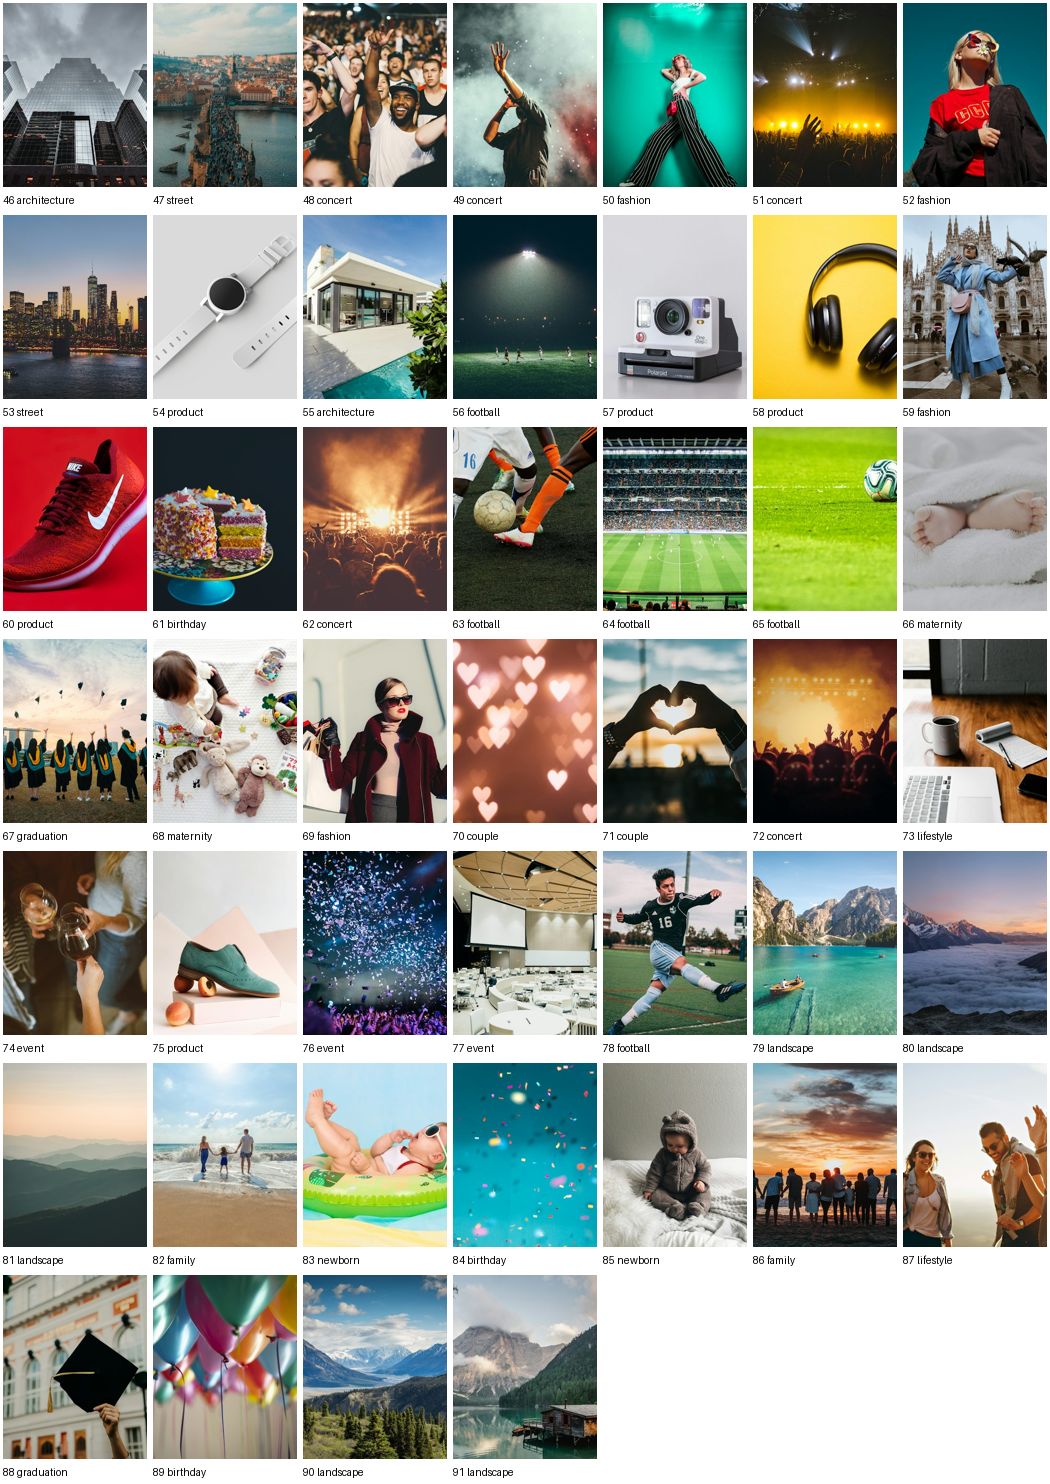 46 architecture
47 street
48 concert
49 concert
50 fashion
51 concert
52 fashion
53 street
54 product
55 architecture
56 football
57 product
Polaroid
58 product
59 fashion
16
NIKE
60 product
61 birthday
62 concert
63 football
64 football
65 football
66 maternity
67 graduation
68 maternity
69 fashion
70 couple
71 couple
72 concert
73 lifestyle
16
74 event
75 product
76 event
77 event
78 football
79 landscape
80 landscape
81 landscape
82 family
83 newborn
84 birthday
85 newborn
86 family
87 lifestyle
88 graduation
89 birthday
90 landscape
91 landscape